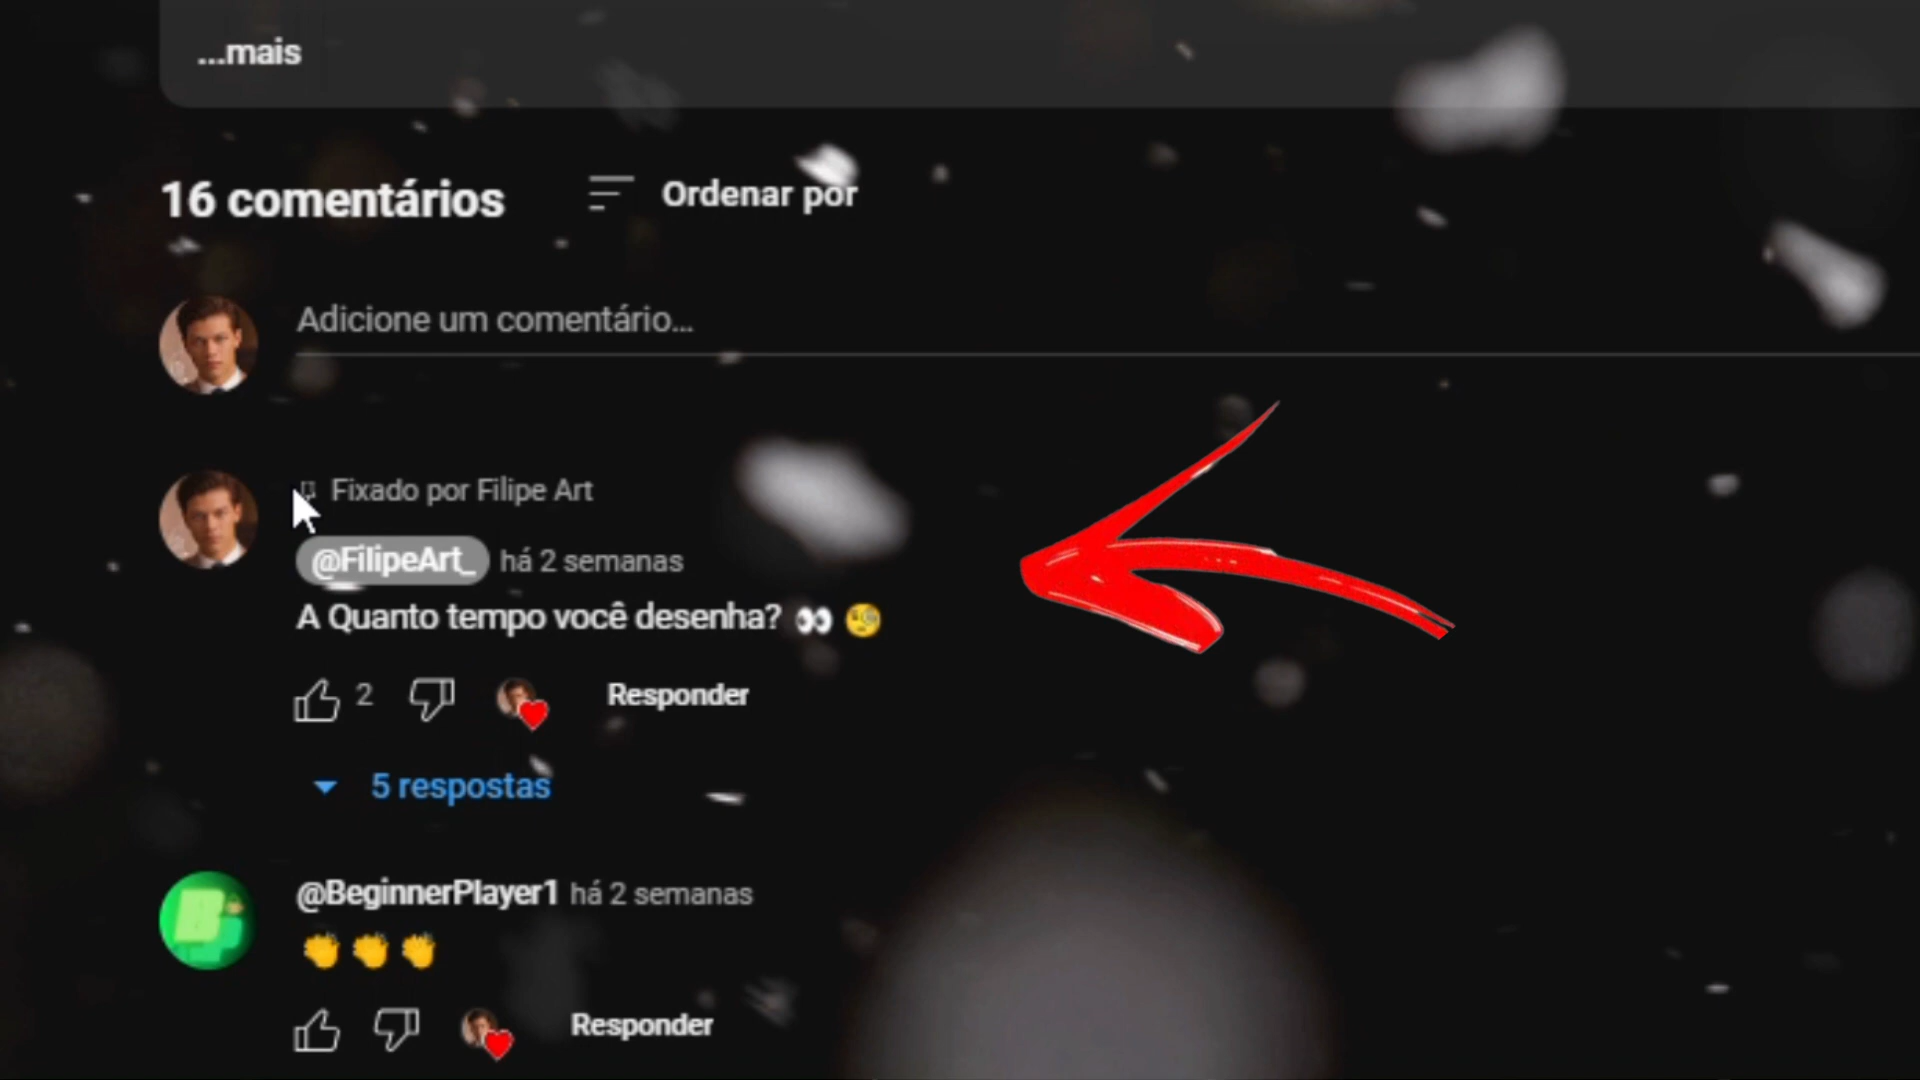 ...mais
16 comentários
Ordenar por
Adicione um comentário...
Fixado por Filipe Art
@FilipeArt_ há 2 semanas
A Quanto tempo você desenha? 👀 🧐
2
Responder
5 respostas
@BeginnerPlayer1 há 2 semanas
👏 👏 👏
Responder